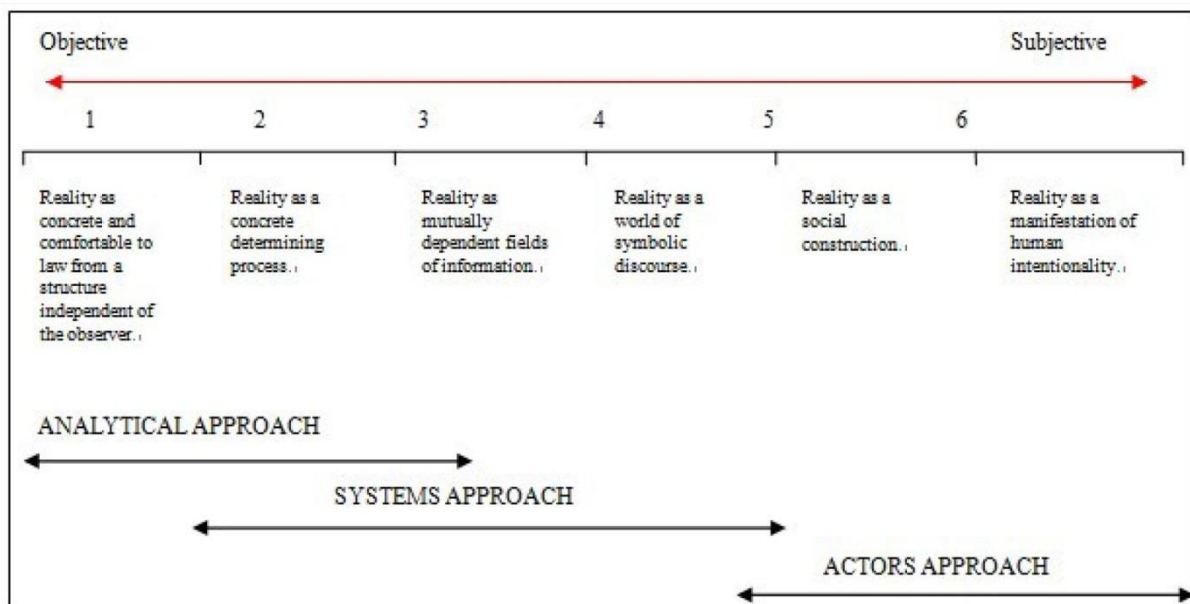 Objective Subjective
1 2 3 4 5 6
Reality as
concrete and
comfortable to
law from a
structure
independent of
the observer.
Reality as a
concrete
determining
process.
Reality as
mutually
dependent fields
of information.
Reality as a
world of
symbolic
discourse.
Reality as a
social
construction.
Reality as a
manifestation of
human
intentionality.
ANALYTICAL APPROACH
SYSTEMS APPROACH
ACTORS APPROACH